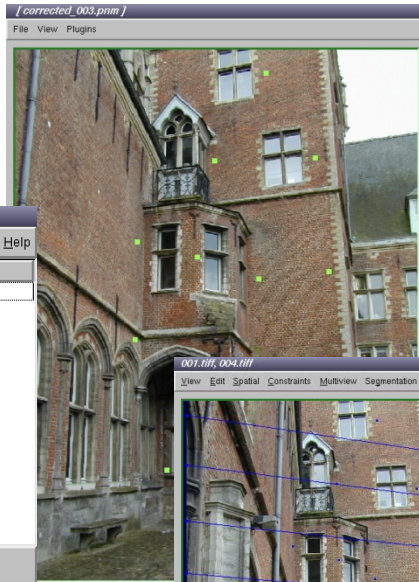 [ corrected_003.pnm ]
File View Plugins
Help
001.tiff, 004.tiff
View Edit Spatial Constraints Multiview Segmentation